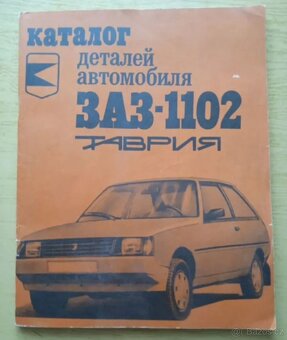 каталог
деталей
автомобиля
ЗАЗ-1102
ТАВРИЯ